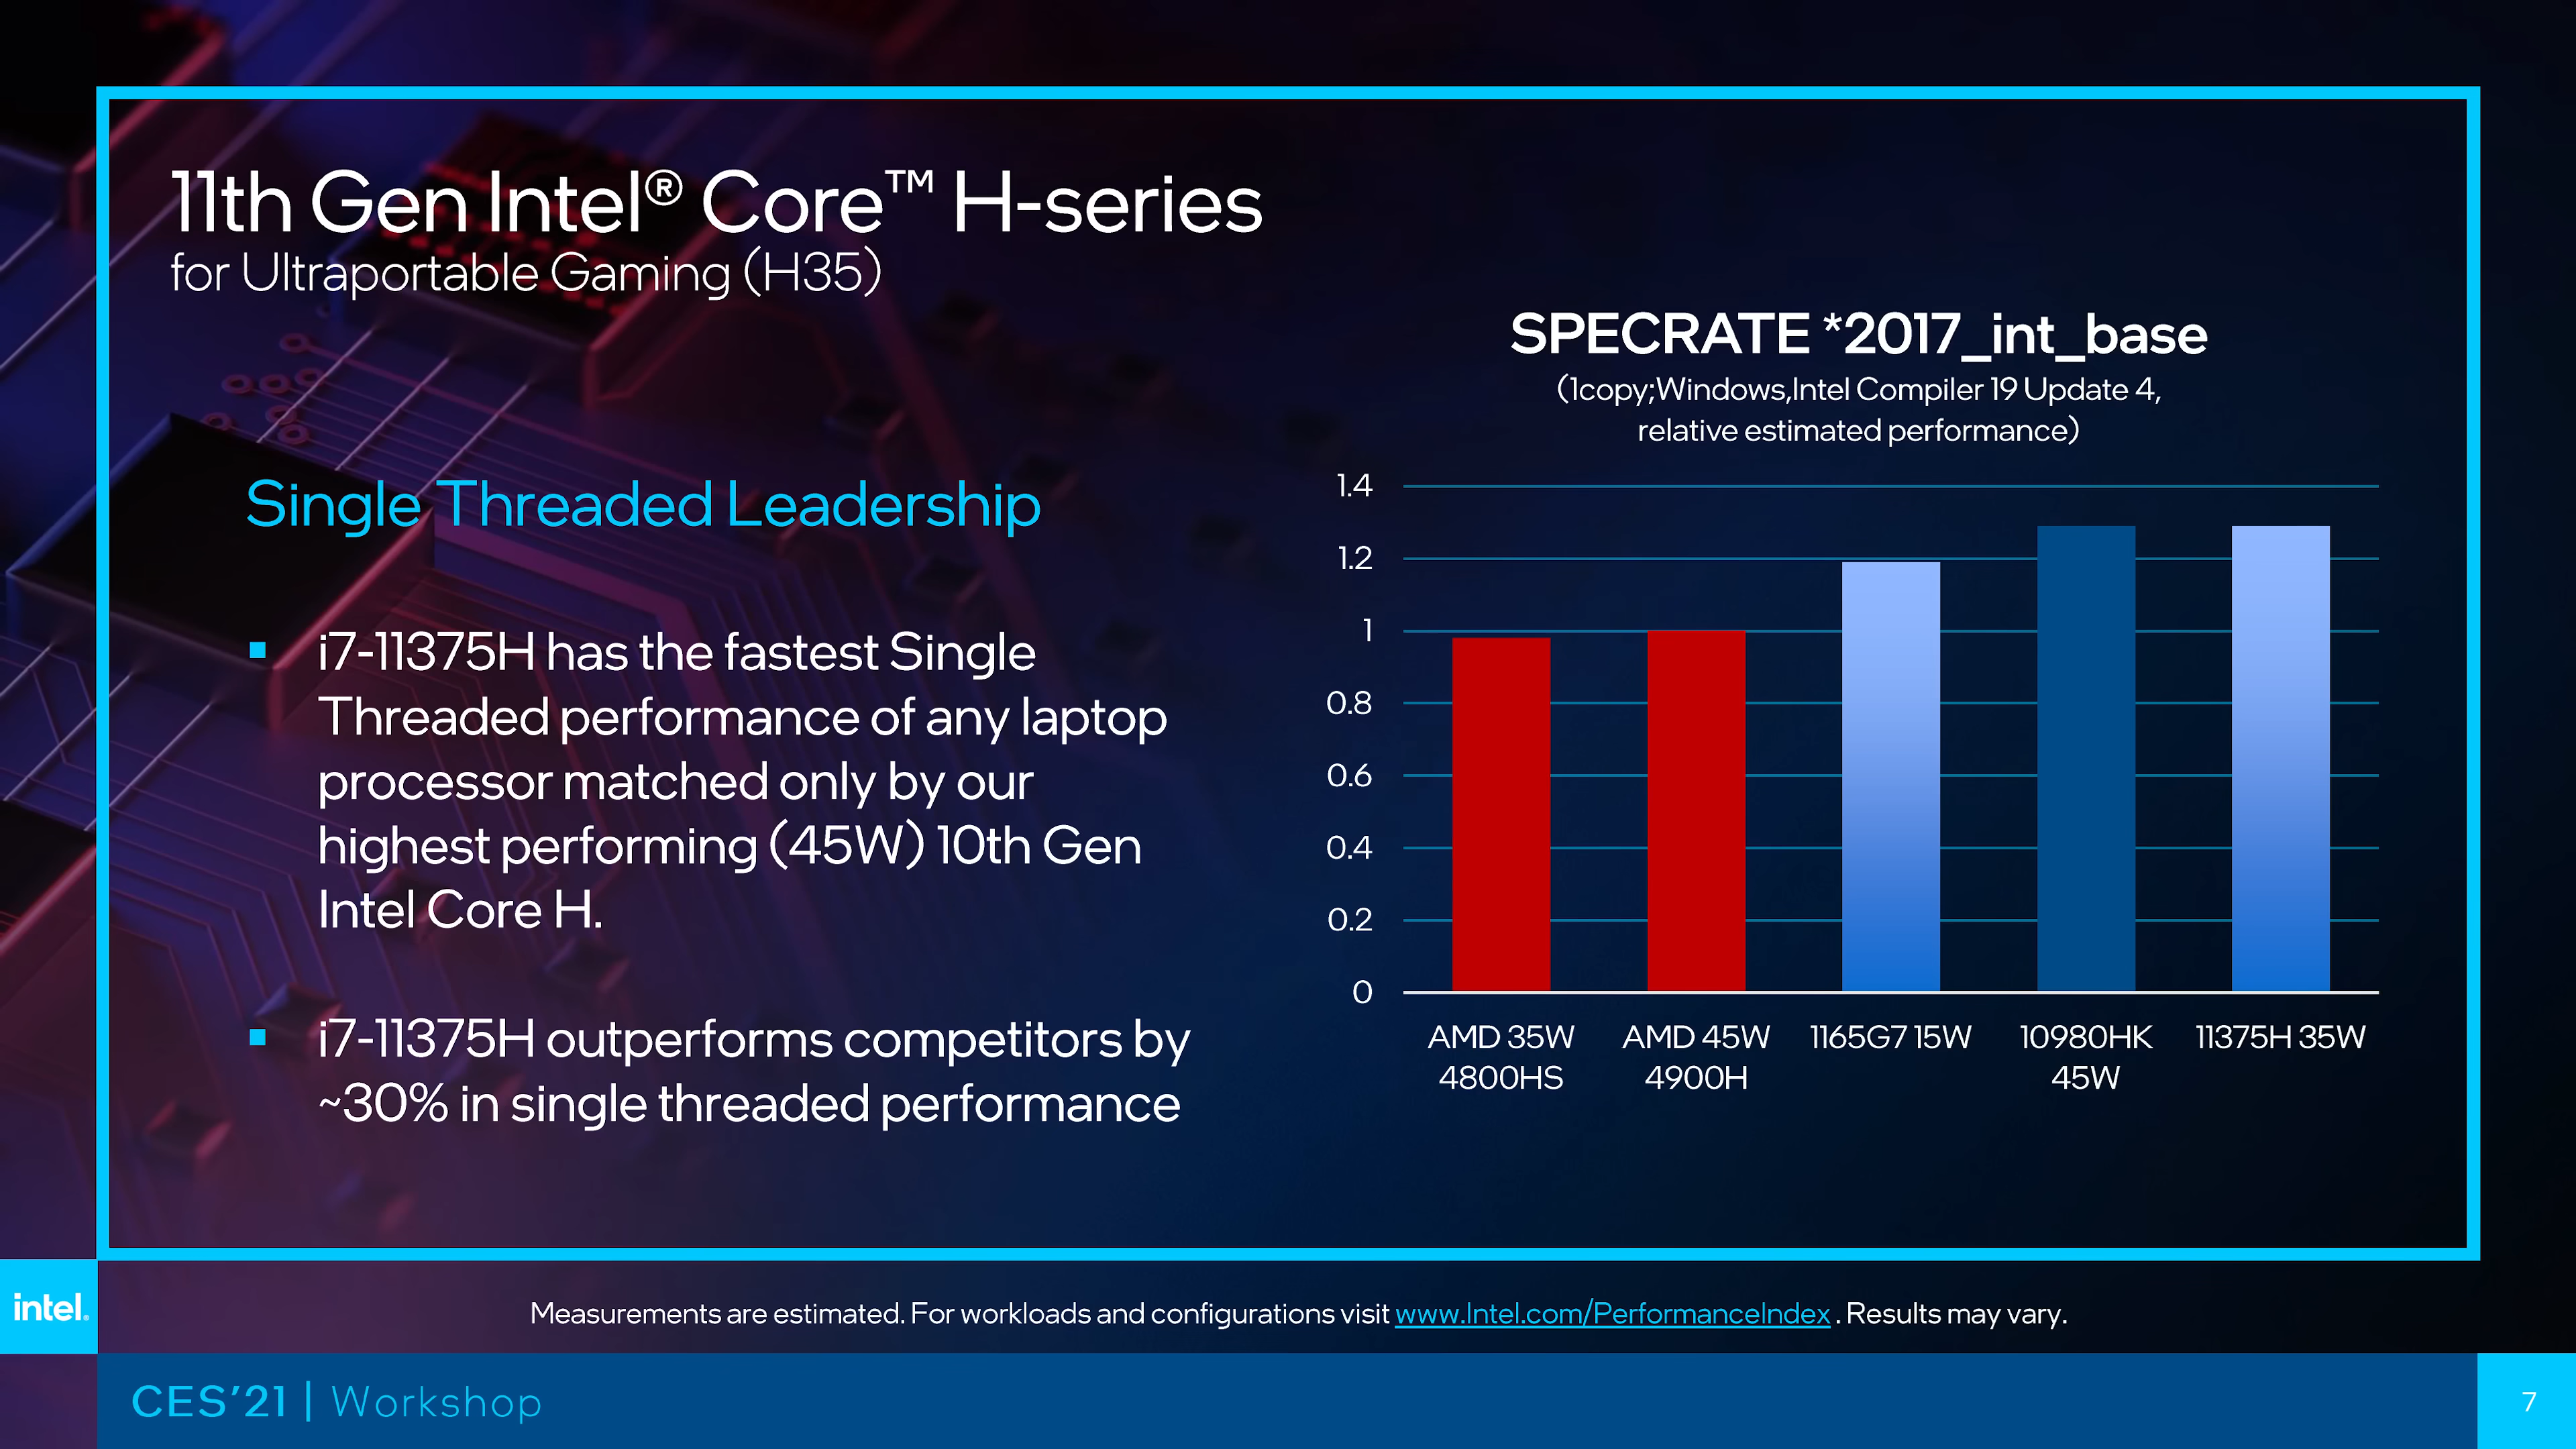 11th Gen Intel® Core™ H-series
for Ultraportable Gaming (H35)
Single Threaded Leadership
▪ i7-11375H has the fastest Single
Threaded performance of any laptop
processor matched only by our
highest performing (45W) 10th Gen
Intel Core H.
▪ i7-11375H outperforms competitors by
~30% in single threaded performance
SPECRATE *2017_int_base
(1copy;Windows,Intel Compiler 19 Update 4,
relative estimated performance)
1.4
1.2
1
0.8
0.6
0.4
0.2
0
AMD 35W
4800HS
AMD 45W
4900H
1165G7 15W
10980HK
45W
11375H 35W
intel.
Measurements are estimated. For workloads and configurations visit www.Intel.com/PerformanceIndex . Results may vary.
CES'21 | Workshop
7